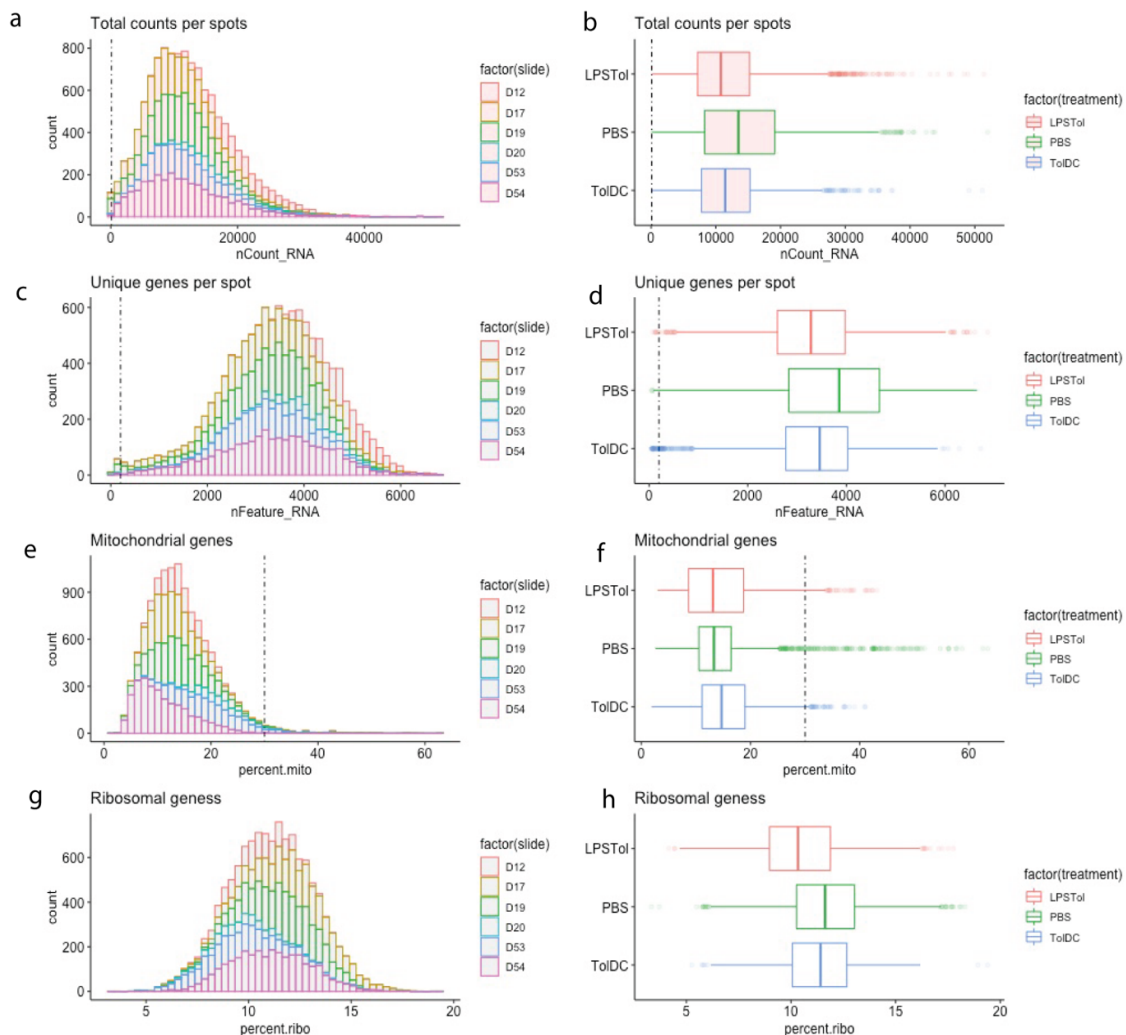 a
Total counts per spots
800
600
400
200
0
count
0 20000 40000
nCount_RNA
factor(slide)
D12
D17
D19
D20
D53
D54
b
Total counts per spots
LPSTol
PBS
TolDC
0 10000 20000 30000 40000 50000
nCount_RNA
factor(treatment)
LPSTol
PBS
TolDC
c
Unique genes per spot
600
400
200
0
count
0 2000 4000 6000
nFeature_RNA
factor(slide)
D12
D17
D19
D20
D53
D54
d
Unique genes per spot
LPSTol
PBS
TolDC
0 2000 4000 6000
nFeature_RNA
factor(treatment)
LPSTol
PBS
TolDC
e
Mitochondrial genes
900
600
300
0
count
0 20 40 60
percent.mito
factor(slide)
D12
D17
D19
D20
D53
D54
f
Mitochondrial genes
LPSTol
PBS
TolDC
0 20 40 60
percent.mito
factor(treatment)
LPSTol
PBS
TolDC
g
Ribosomal geness
600
400
200
0
count
5 10 15 20
percent.ribo
factor(slide)
D12
D17
D19
D20
D53
D54
h
Ribosomal geness
LPSTol
PBS
TolDC
5 10 15 20
percent.ribo
factor(treatment)
LPSTol
PBS
TolDC